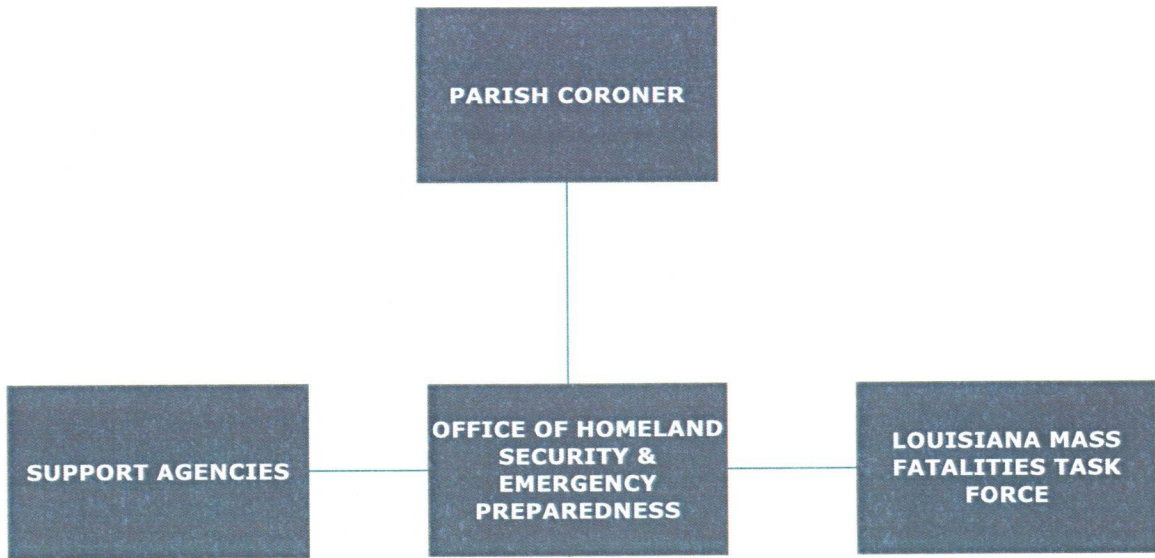 PARISH CORONER
SUPPORT AGENCIES
OFFICE OF HOMELAND
SECURITY &
EMERGENCY
PREPAREDNESS
LOUISIANA MASS
FATALITIES TASK
FORCE